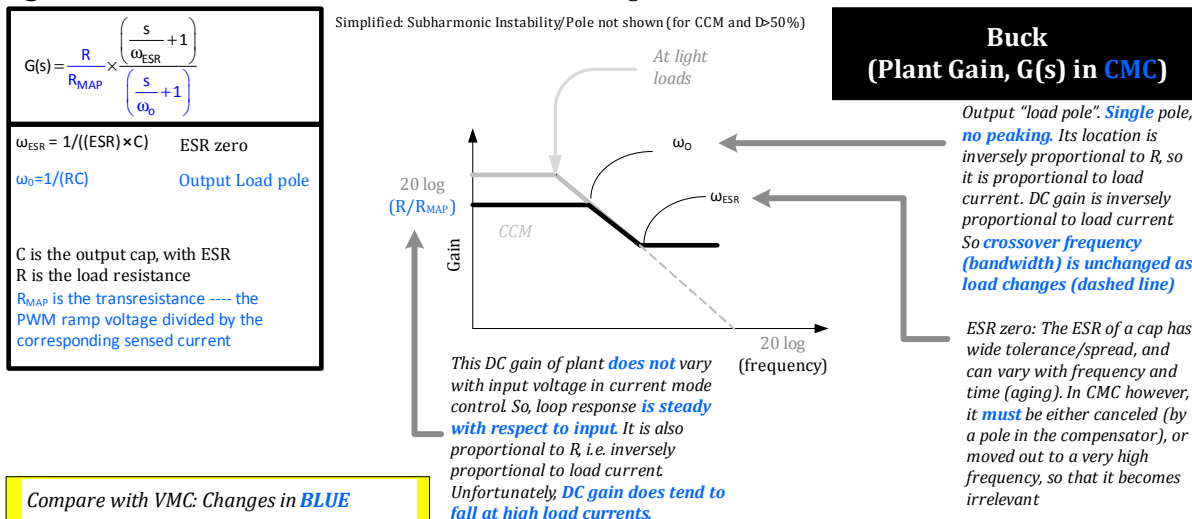 Simplified: Subharmonic Instability/Pole not shown (for CCM and D>50%)
G(s) = R/R_MAP × (s/ω_ESR + 1)/(s/ω_o + 1)
ω_ESR = 1/((ESR)×C) ESR zero
ω_0=1/(RC) Output Load pole
C is the output cap, with ESR
R is the load resistance
R_MAP is the transresistance ---- the
PWM ramp voltage divided by the
corresponding sensed current
Compare with VMC: Changes in BLUE
At light
loads
ω_O
ω_ESR
20 log
(R/R_MAP)
CCM
Gain
20 log
(frequency)
This DC gain of plant does not vary
with input voltage in current mode
control. So, loop response is steady
with respect to input. It is also
proportional to R, i.e. inversely
proportional to load current.
Unfortunately, DC gain does tend to
fall at high load currents.
Buck
(Plant Gain, G(s) in CMC)
Output “load pole”. Single pole,
no peaking. Its location is
inversely proportional to R, so
it is proportional to load
current. DC gain is inversely
proportional to load current
So crossover frequency
(bandwidth) is unchanged as
load changes (dashed line)
ESR zero: The ESR of a cap has
wide tolerance/spread, and
can vary with frequency and
time (aging). In CMC however,
it must be either canceled (by
a pole in the compensator), or
moved out to a very high
frequency, so that it becomes
irrelevant